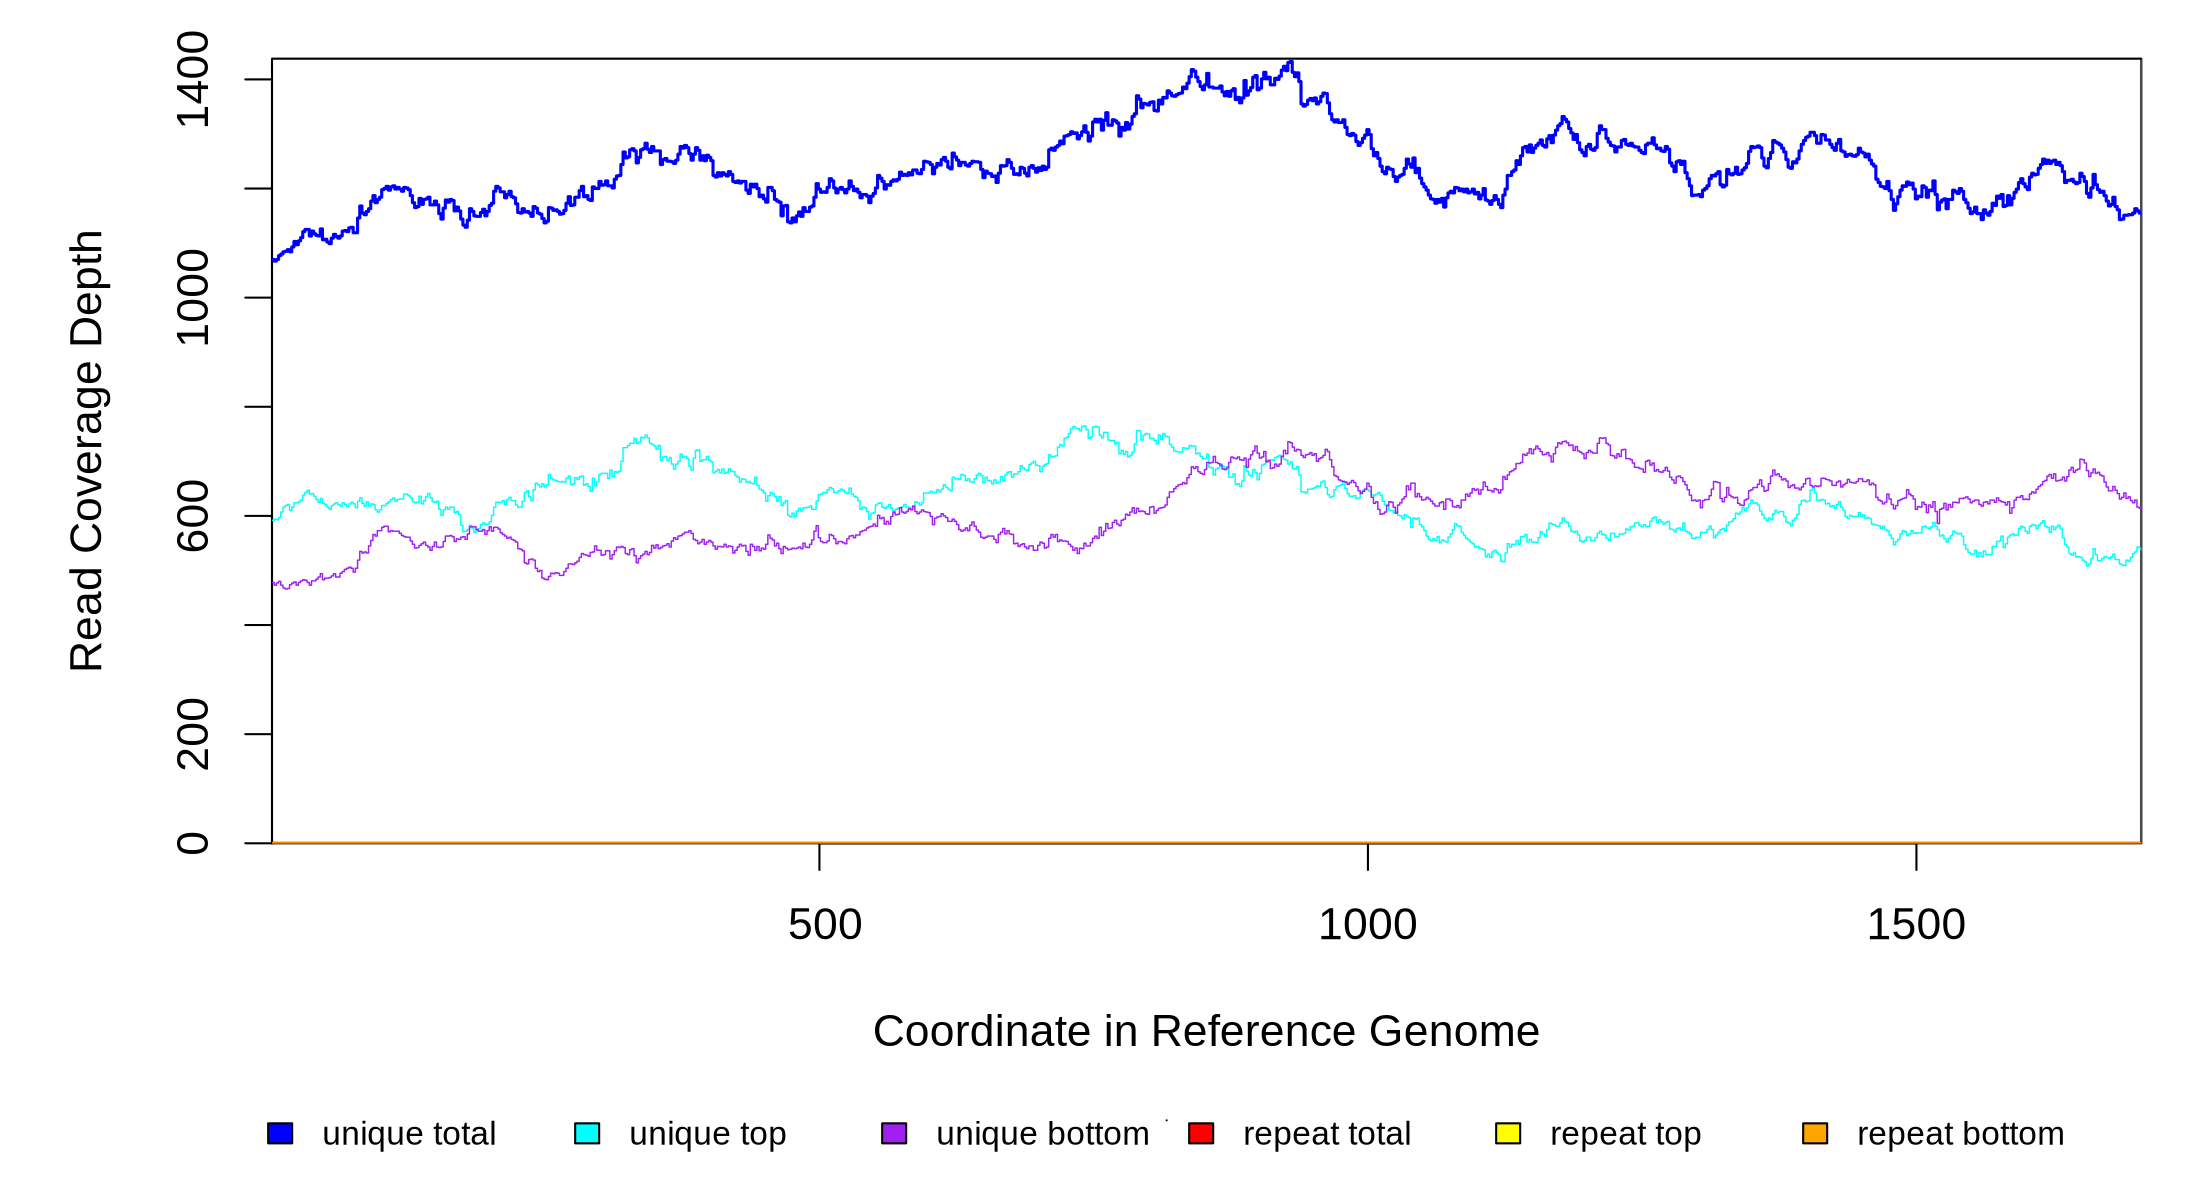 Read Coverage Depth
1400
1000
600
200
0
500 1000 1500
Coordinate in Reference Genome
unique total unique top unique bottom repeat total repeat top repeat bottom